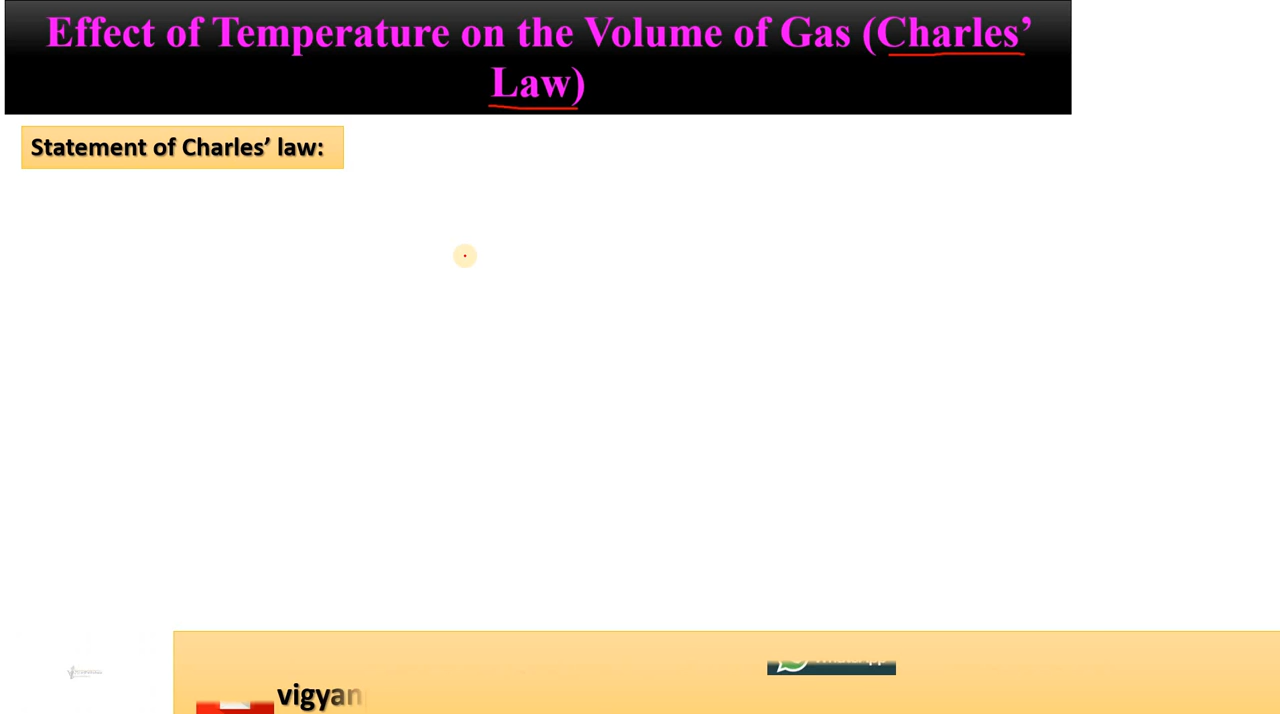 Effect of Temperature on the Volume of Gas (Charles’
Law)
Statement of Charles’ law:
vigyan